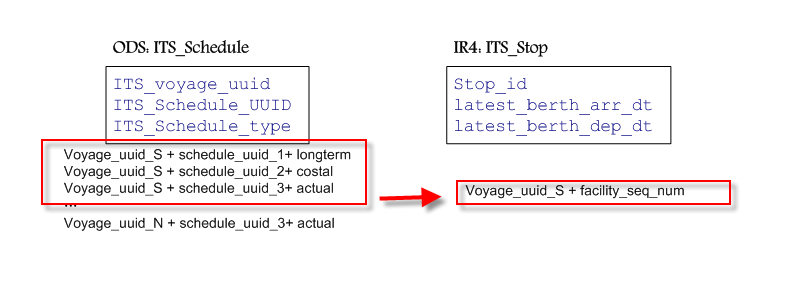 ODS: ITS_Schedule
ITS_voyage_uuid
ITS_Schedule_UUID
ITS_Schedule_type
Voyage_uuid_S + schedule_uuid_1+ longterm
Voyage_uuid_S + schedule_uuid_2+ costal
Voyage_uuid_S + schedule_uuid_3+ actual
...
Voyage_uuid_N + schedule_uuid_3+ actual
IR4: ITS_Stop
Stop_id
latest_berth_arr_dt
latest_berth_dep_dt
Voyage_uuid_S + facility_seq_num